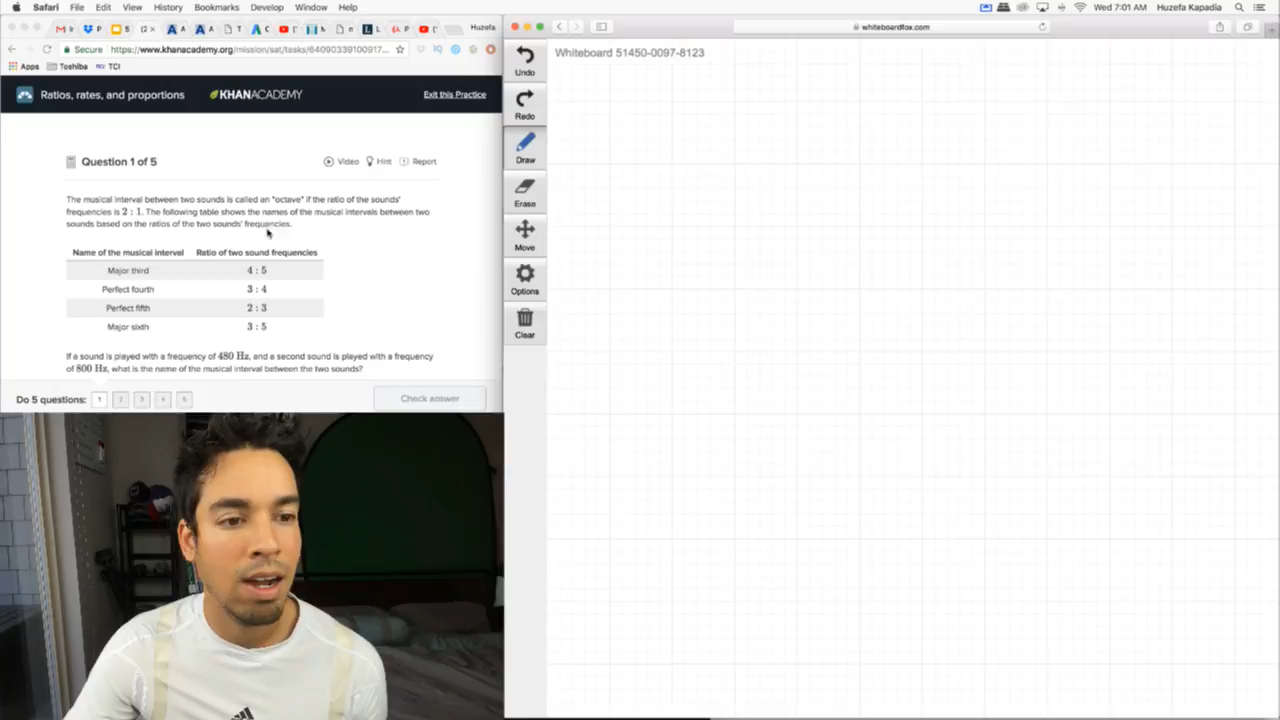 Safari File Edit View History Bookmarks Develop Window Help
Wed 7:01 AM Huzefa Kapadia
Huzefa
Secure https://www.khanacademy.org/mission/sat/tasks/64090339100917...
whiteboardfox.com
Apps Toshiba TCI
Ratios, rates, and proportions KHANACADEMY Exit this Practice
Question 1 of 5 Video Hint Report
The musical interval between two sounds is called an "octave" if the ratio of the sounds'
frequencies is 2 : 1. The following table shows the names of the musical intervals between two
sounds based on the ratios of the two sounds' frequencies.
Name of the musical interval Ratio of two sound frequencies
Major third 4 : 5
Perfect fourth 3 : 4
Perfect fifth 2 : 3
Major sixth 3 : 5
If a sound is played with a frequency of 480 Hz, and a second sound is played with a frequency
of 800 Hz, what is the name of the musical interval between the two sounds?
Do 5 questions: 1 2 3 4 5 Check answer
Whiteboard 51450-0097-8123
Undo
Redo
Draw
Erase
Move
Options
Clear